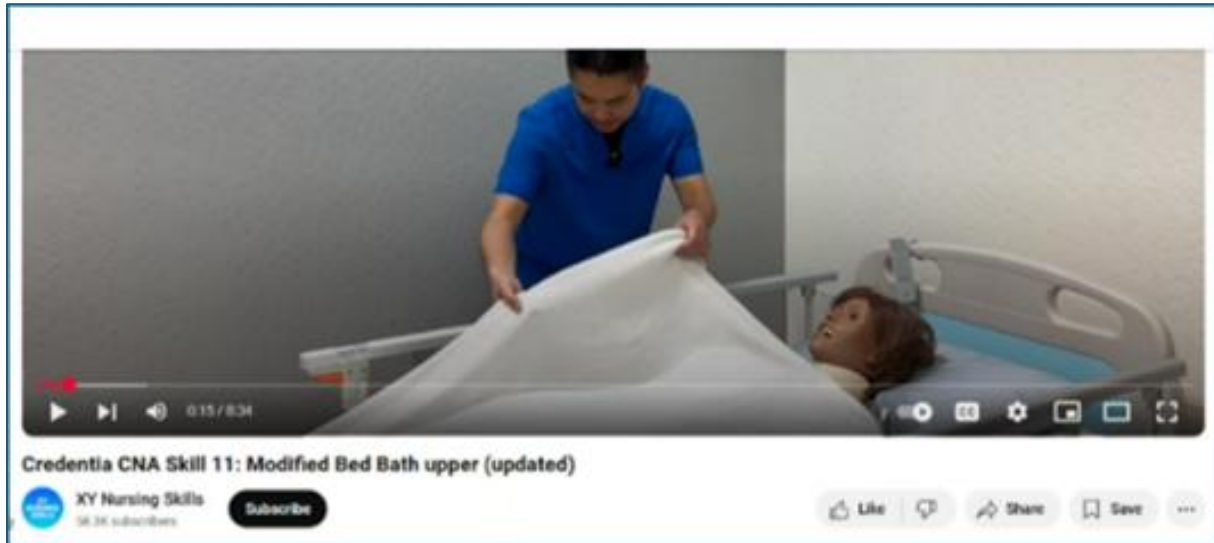 0:15 / 8:34
Credentia CNA Skill 11: Modified Bed Bath upper (updated)
XY Nursing Skills
Subscribe
subscribers
Like
Share
Save